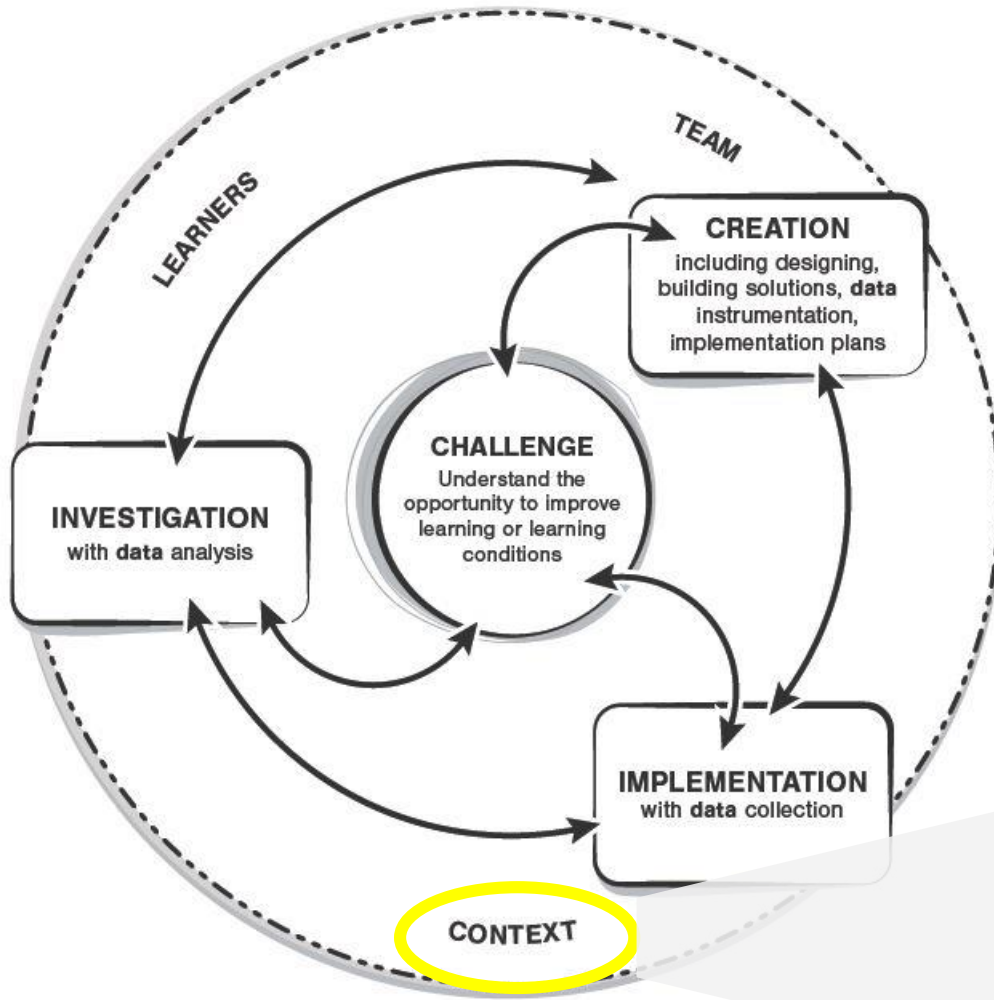 TEAM
LEARNERS
CREATION
including designing,
building solutions, data
instrumentation,
implementation plans
CHALLENGE
Understand the
opportunity to improve
learning or learning
conditions
INVESTIGATION
with data analysis
IMPLEMENTATION
with data collection
CONTEXT